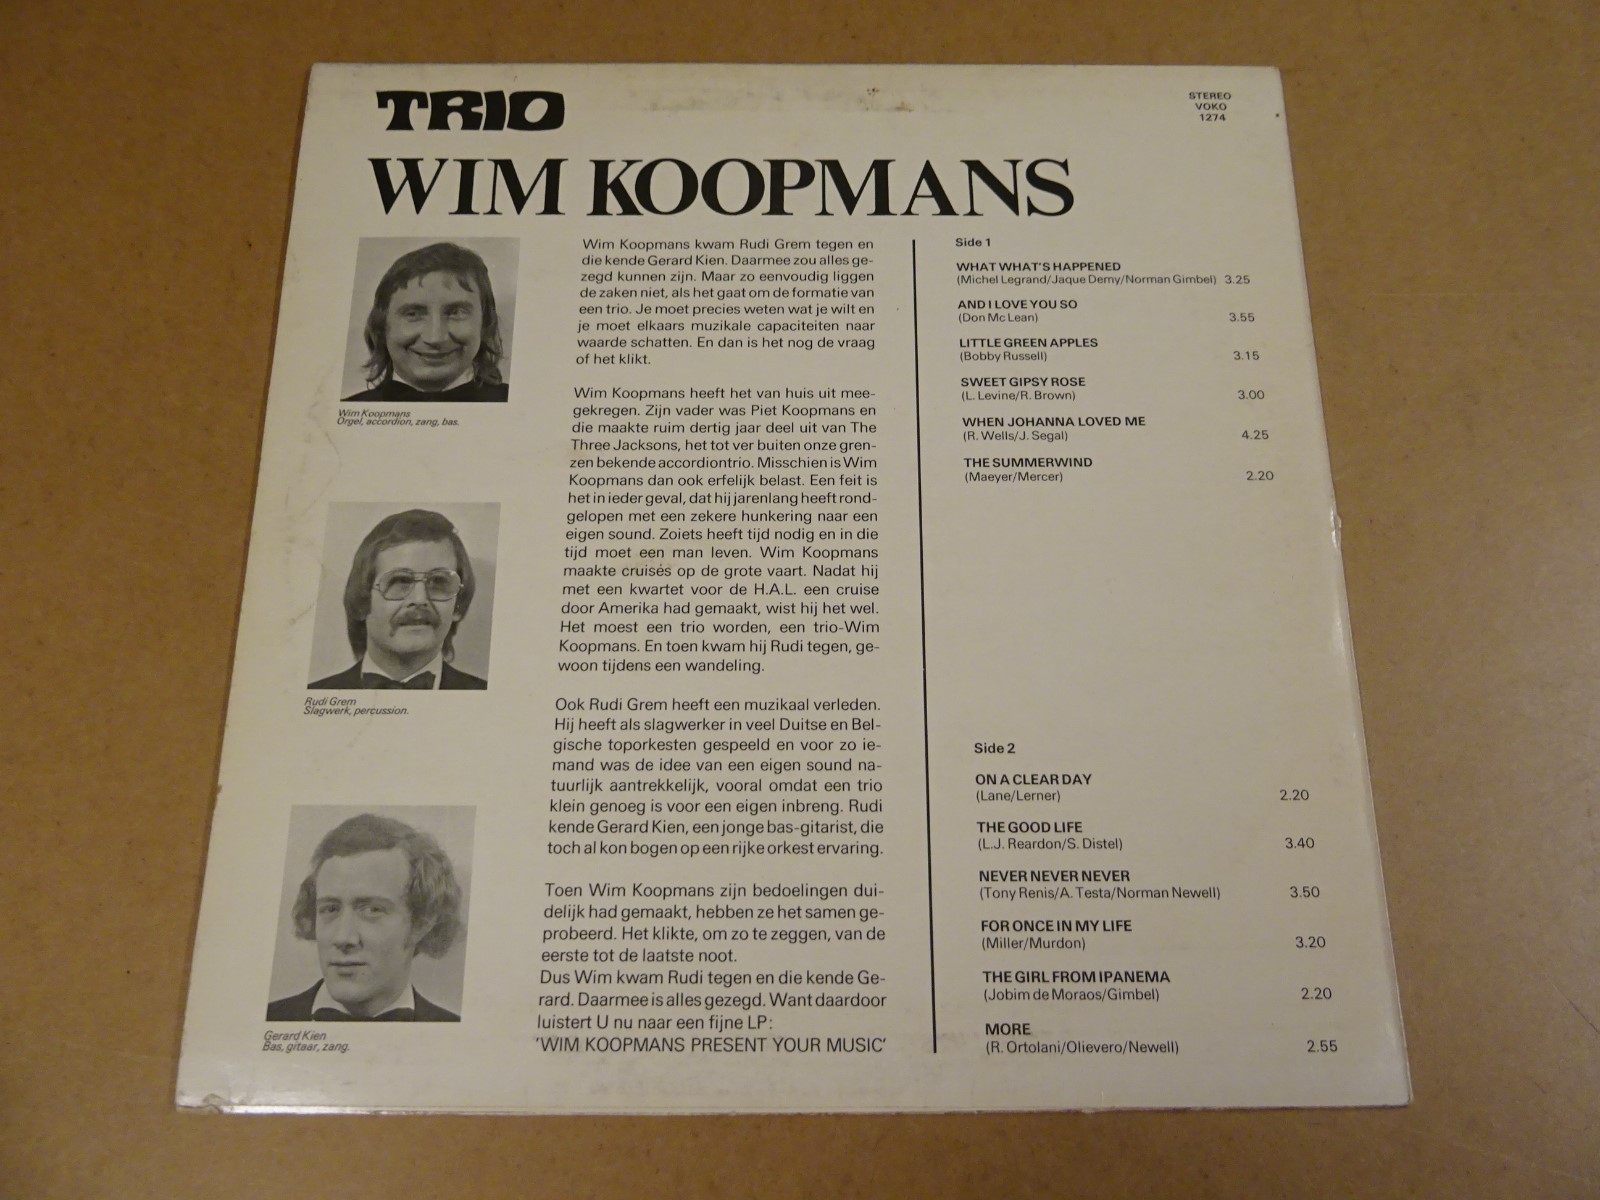 TRIO
WIM KOOPMANS
STEREO
VOKO
1274
Wim Koopmans
Orgel, accordion, zang, bas.
Rudi Grem
Slagwerk, percussion.
Gerard Kien
Bas, gitaar, zang.
Wim Koopmans kwam Rudi Grem tegen en
die kende Gerard Kien. Daarmee zou alles ge-
zegd kunnen zijn. Maar zo eenvoudig liggen
de zaken niet, als het gaat om de formatie van
een trio. Je moet precies weten wat je wilt en
je moet elkaars muzikale capaciteiten naar
waarde schatten. En dan is het nog de vraag
of het klikt.
Wim Koopmans heeft het van huis uit mee-
gekregen. Zijn vader was Piet Koopmans en
die maakte ruim dertig jaar deel uit van The
Three Jacksons, het tot ver buiten onze gren-
zen bekende accordiontrio. Misschien is Wim
Koopmans dan ook erfelijk belast. Een feit is
het in ieder geval, dat hij jarenlang heeft rond-
gelopen met een zekere hunkering naar een
eigen sound. Zoiets heeft tijd nodig en in die
tijd moet een man leven. Wim Koopmans
maakte cruises op de grote vaart. Nadat hij
met een kwartet voor de H.A.L. een cruise
door Amerika had gemaakt, wist hij het wel.
Het moest een trio worden, een trio-Wim
Koopmans. En toen kwam hij Rudi tegen, ge-
woon tijdens een wandeling.
Ook Rudi Grem heeft een muzikaal verleden.
Hij heeft als slagwerker in veel Duitse en Bel-
gische toporkesten gespeeld en voor zo ie-
mand was de idee van een eigen sound na-
tuurlijk aantrekkelijk, vooral omdat een trio
klein genoeg is voor een eigen inbreng. Rudi
kende Gerard Kien, een jonge bas-gitarist, die
toch al kon bogen op een rijke orkest ervaring.
Toen Wim Koopmans zijn bedoelingen dui-
delijk had gemaakt, hebben ze het samen ge-
probeerd. Het klikte, om zo te zeggen, van de
eerste tot de laatste noot.
Dus Wim kwam Rudi tegen en die kende Ge-
rard. Daarmee is alles gezegd. Want daardoor
luistert U nu naar een fijne LP:
'WIM KOOPMANS PRESENT YOUR MUSIC'
Side 1
WHAT WHAT'S HAPPENED
(Michel Legrand/Jaque Demy/Norman Gimbel) 3.25
AND I LOVE YOU SO
(Don Mc Lean) 3.55
LITTLE GREEN APPLES
(Bobby Russell) 3.15
SWEET GIPSY ROSE
(L. Levine/R. Brown) 3.00
WHEN JOHANNA LOVED ME
(R. Wells/J. Segal) 4.25
THE SUMMERWIND
(Maeyer/Mercer) 2.20
Side 2
ON A CLEAR DAY
(Lane/Lerner) 2.20
THE GOOD LIFE
(L.J. Reardon/S. Distel) 3.40
NEVER NEVER NEVER
(Tony Renis/A. Testa/Norman Newell) 3.50
FOR ONCE IN MY LIFE
(Miller/Murdon) 3.20
THE GIRL FROM IPANEMA
(Jobim de Moraos/Gimbel) 2.20
MORE
(R. Ortolani/Olievero/Newell) 2.55